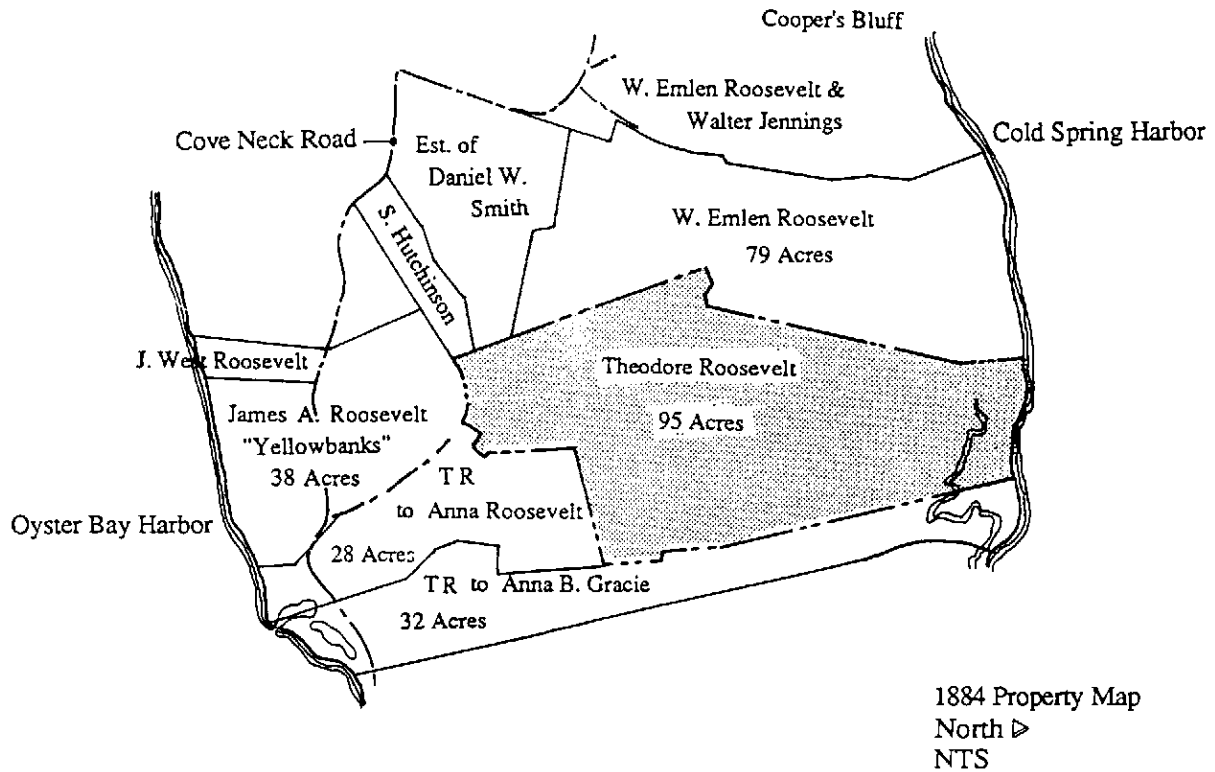 Cooper's Bluff
W. Emlen Roosevelt &
Walter Jennings
Cold Spring Harbor
Cove Neck Road
Est. of
Daniel W.
Smith
S. Hutchinson
W. Emlen Roosevelt
79 Acres
J. West Roosevelt
Theodore Roosevelt
95 Acres
James A. Roosevelt
"Yellowbanks"
38 Acres
T R
to Anna Roosevelt
28 Acres
Oyster Bay Harbor
T R to Anna B. Gracie
32 Acres
1884 Property Map
North ▷
NTS